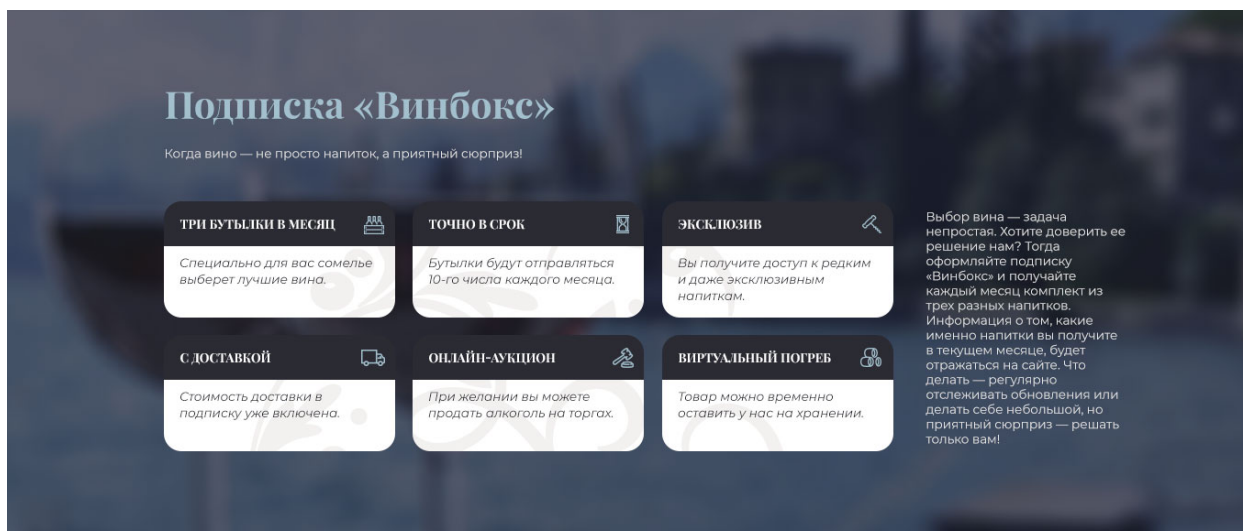 Подписка «Винбокс»
Когда вино — не просто напиток, а приятный сюрприз!
ТРИ БУТЫЛКИ В МЕСЯЦ
Специально для вас сомелье
выберет лучшие вина.
ТОЧНО В СРОК
Бутылки будут отправляться
10-го числа каждого месяца.
ЭКСКЛЮЗИВ
Вы получите доступ к редким
и даже эксклюзивным
напиткам.
С ДОСТАВКОЙ
Стоимость доставки в
подписку уже включена.
ОНЛАЙН-АУКЦИОН
При желании вы можете
продать алкоголь на торгах.
ВИРТУАЛЬНЫЙ ПОГРЕБ
Товар можно временно
оставить у нас на хранении.
Выбор вина — задача
непростая. Хотите доверить ее
решение нам? Тогда
оформляйте подписку
«Винбокс» и получайте
каждый месяц комплект из
трех разных напитков.
Информация о том, какие
именно напитки вы получите
в текущем месяце, будет
отражаться на сайте. Что
делать — регулярно
отслеживать обновления или
делать себе небольшой, но
приятный сюрприз — решать
только вам!